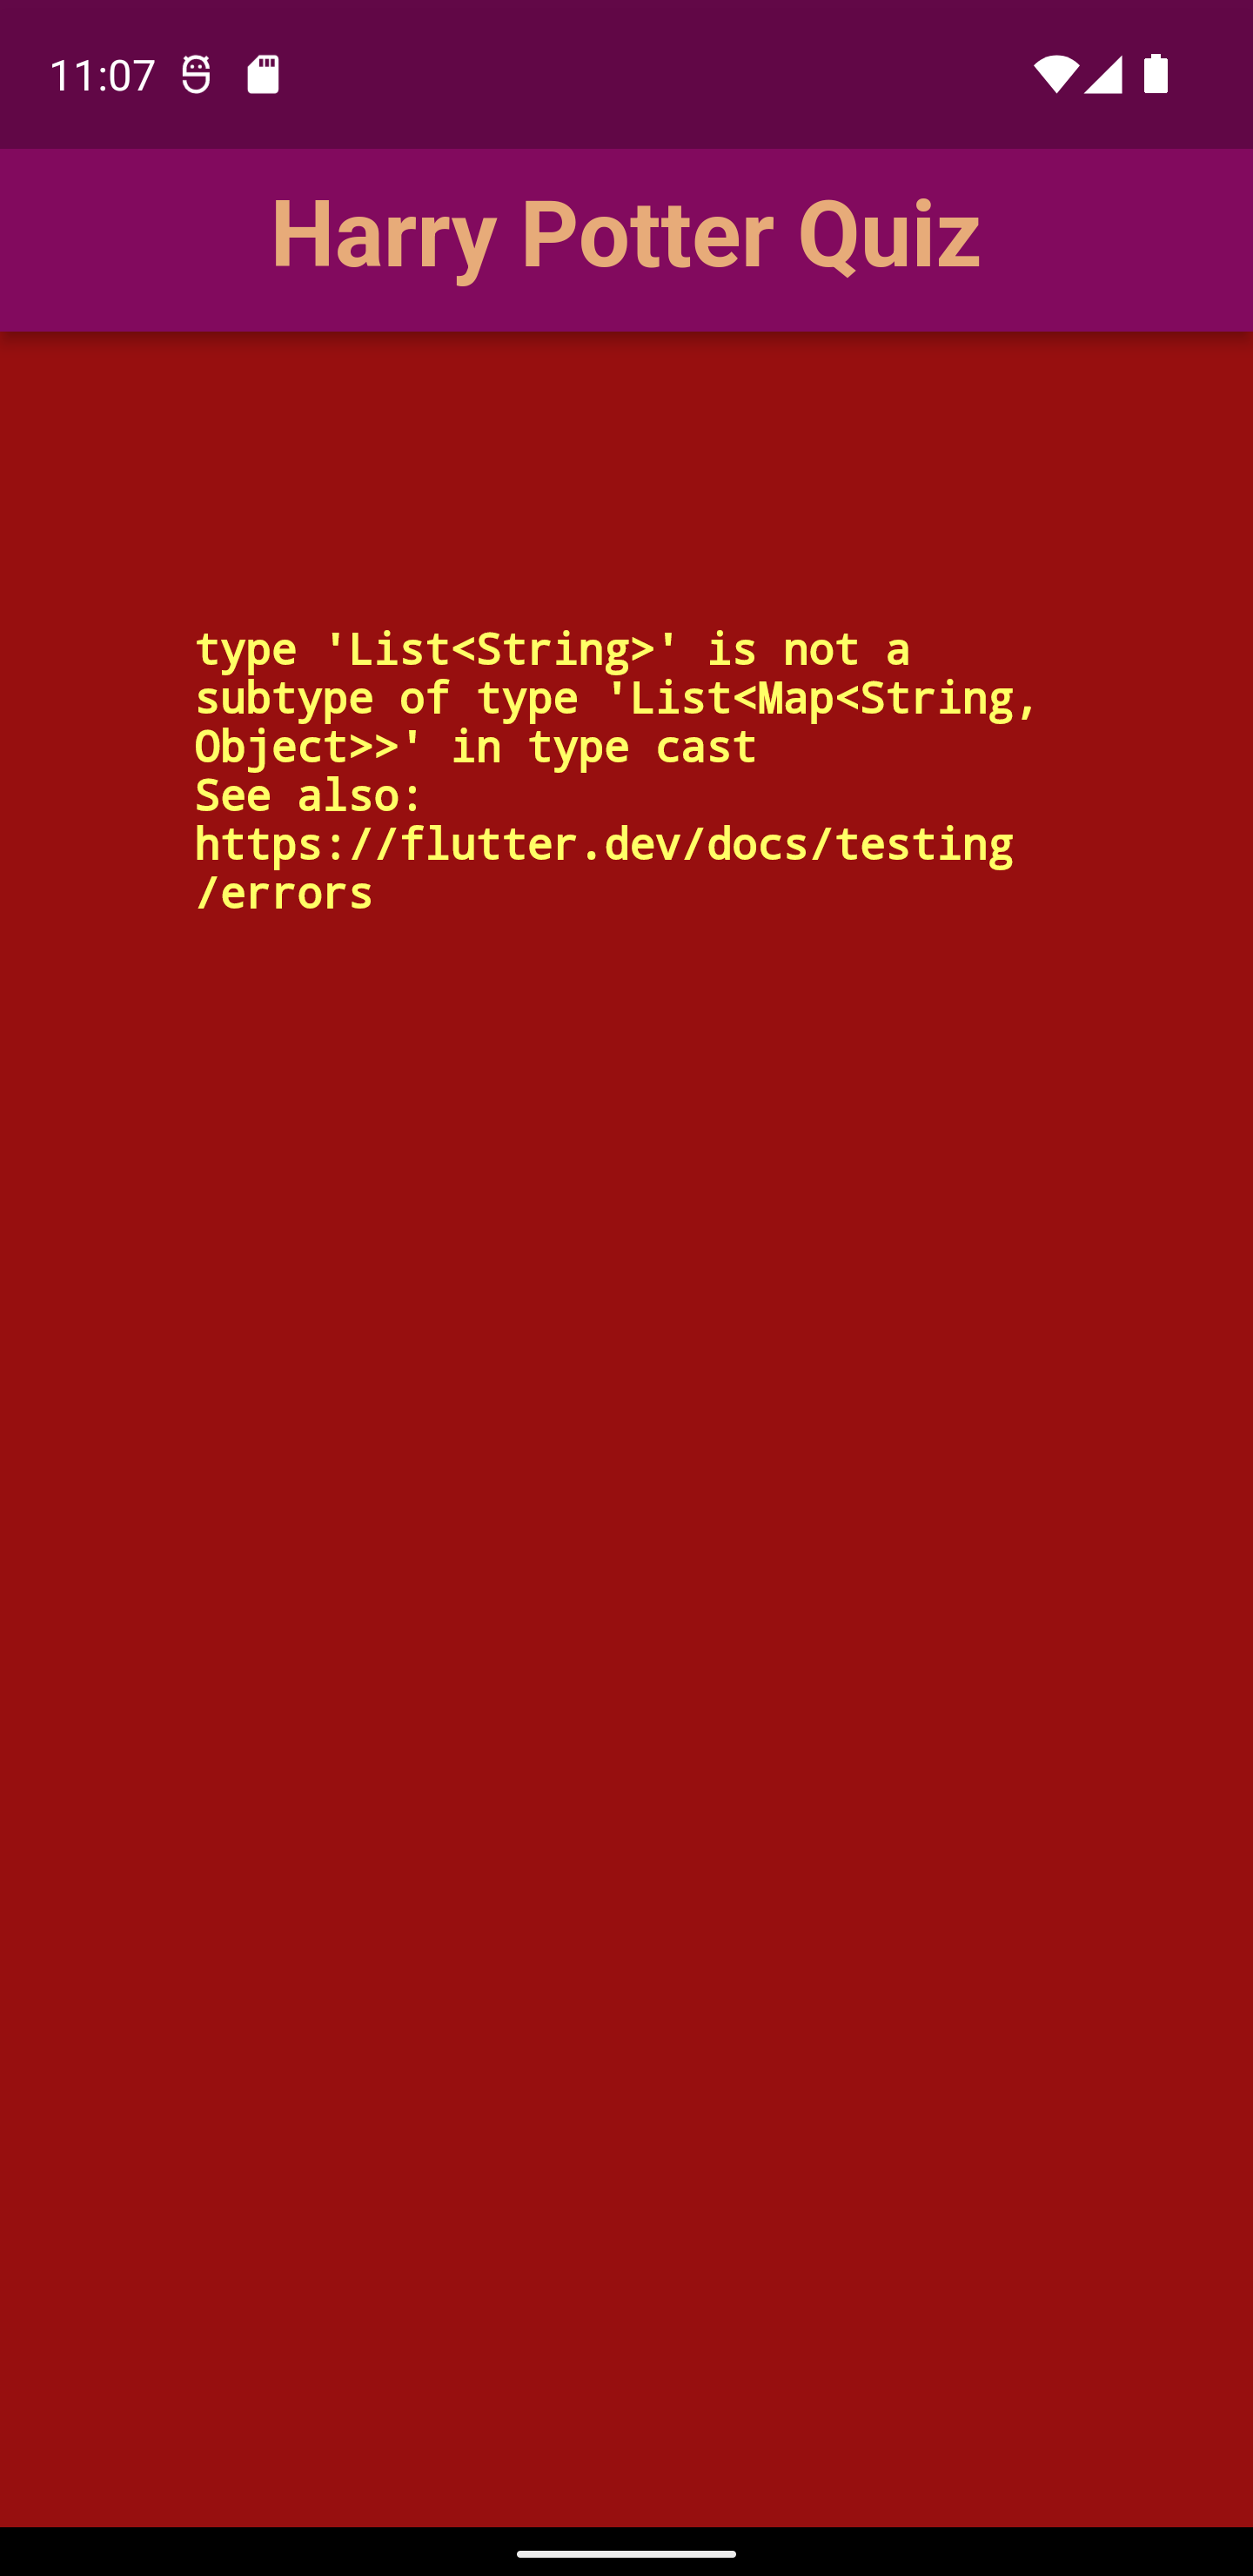 11:07
Harry Potter Quiz
type 'List<String>' is not a
subtype of type 'List<Map<String,
Object>>' in type cast
See also:
https://flutter.dev/docs/testing
/errors